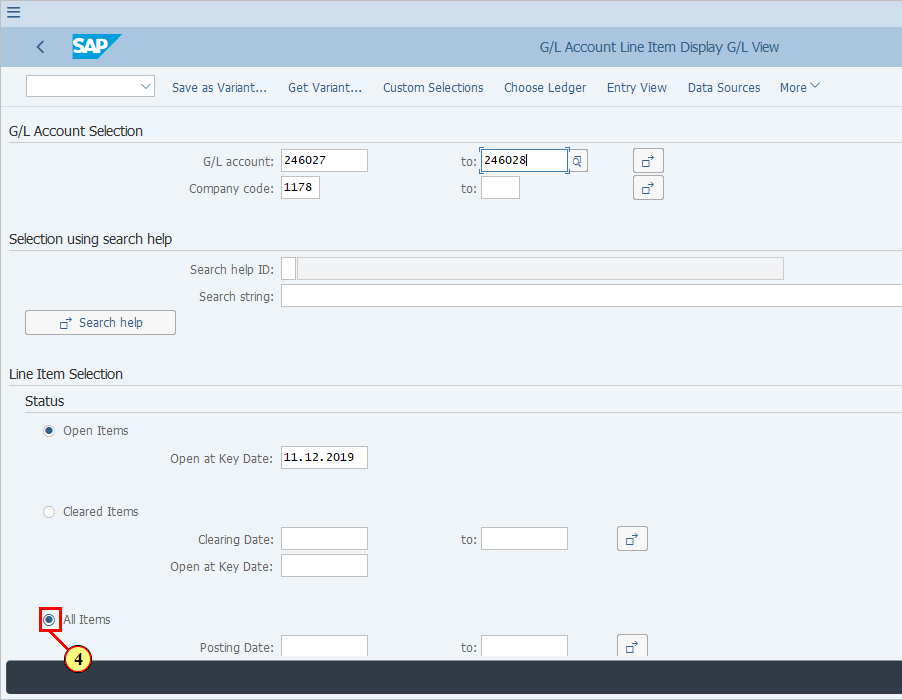 SAP G/L Account Line Item Display G/L View
Save as Variant... Get Variant... Custom Selections Choose Ledger Entry View Data Sources More
G/L Account Selection
G/L account: 246027 to: 246028
Company code: 1178 to:
Selection using search help
Search help ID:
Search string:
Search help
Line Item Selection
Status
Open Items
Open at Key Date: 11.12.2019
Cleared Items
Clearing Date: to:
Open at Key Date:
All Items
Posting Date: to:
4